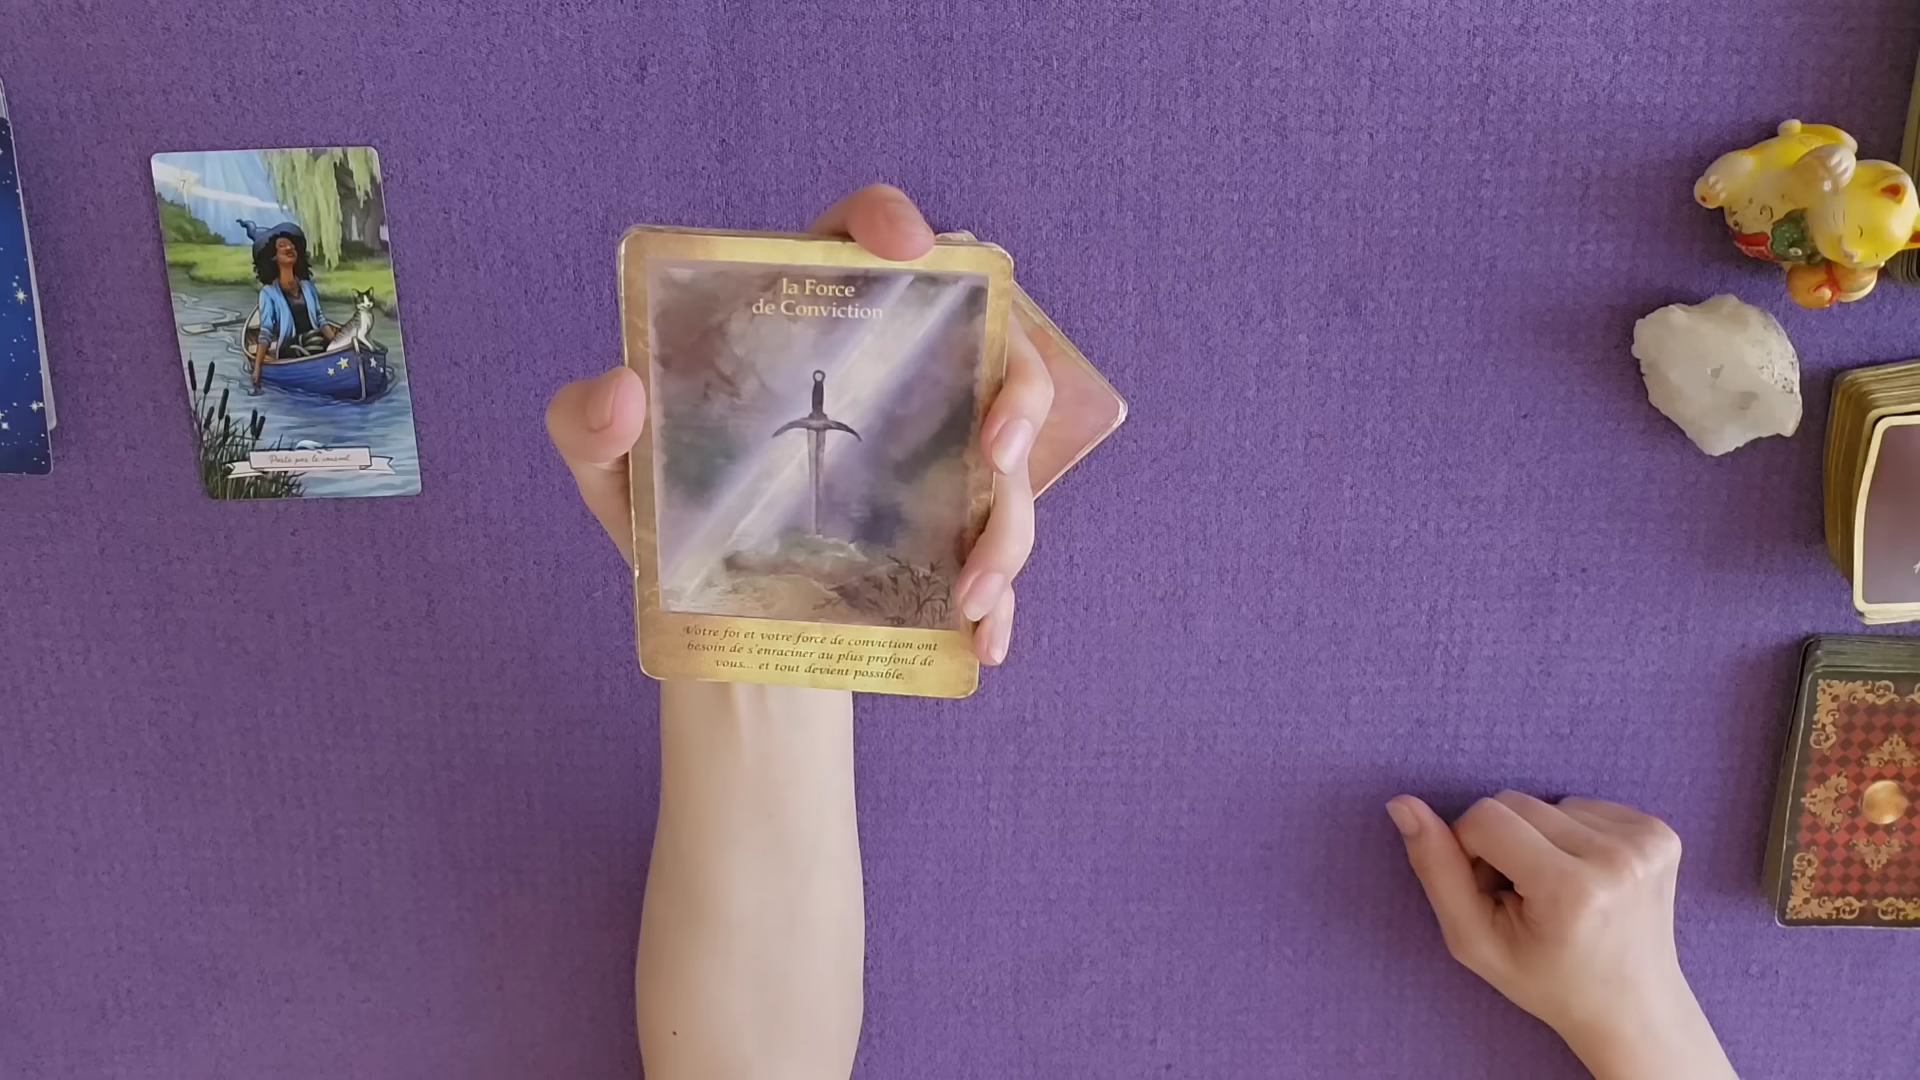 7
Porté par le courant
la Force
de Conviction
Votre foi et votre force de conviction ont
besoin de s'enraciner au plus profond de
vous... et tout devient possible.